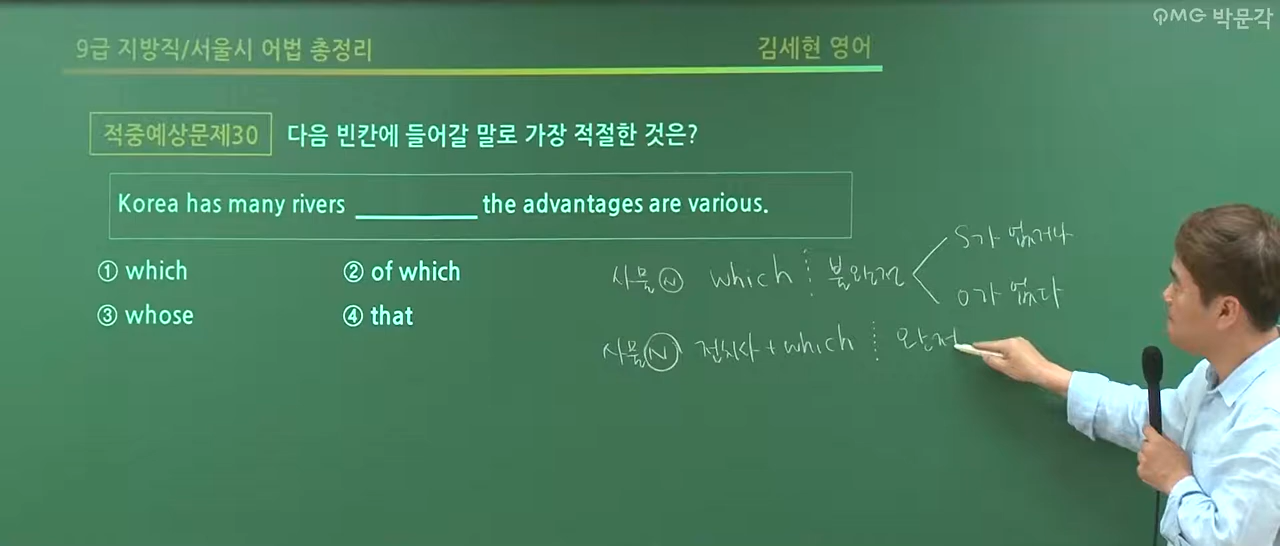 QMG 박문각
9급 지방직/서울시 어법 총정리
김세현 영어
적중예상문제30 다음 빈칸에 들어갈 말로 가장 적절한 것은?
Korea has many rivers __________ the advantages are various.
① which ② of which
③ whose ④ that
사물 N which 불완전
S가 없거나
O가 없다
사물 N 전치사 + which 완전